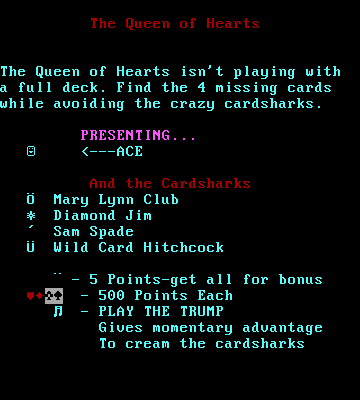 The Queen of Hearts
The Queen of Hearts isn't playing with
a full deck. Find the 4 missing cards
while avoiding the crazy cardsharks.
PRESENTING...
☺ <---ACE
And the Cardsharks
Ö Mary Lynn Club
☼ Diamond Jim
´ Sam Spade
Ü Wild Card Hitchcock
¨ - 5 Points-get all for bonus
♥♦♣♠ - 500 Points Each
♫ - PLAY THE TRUMP
Gives momentary advantage
To cream the cardsharks